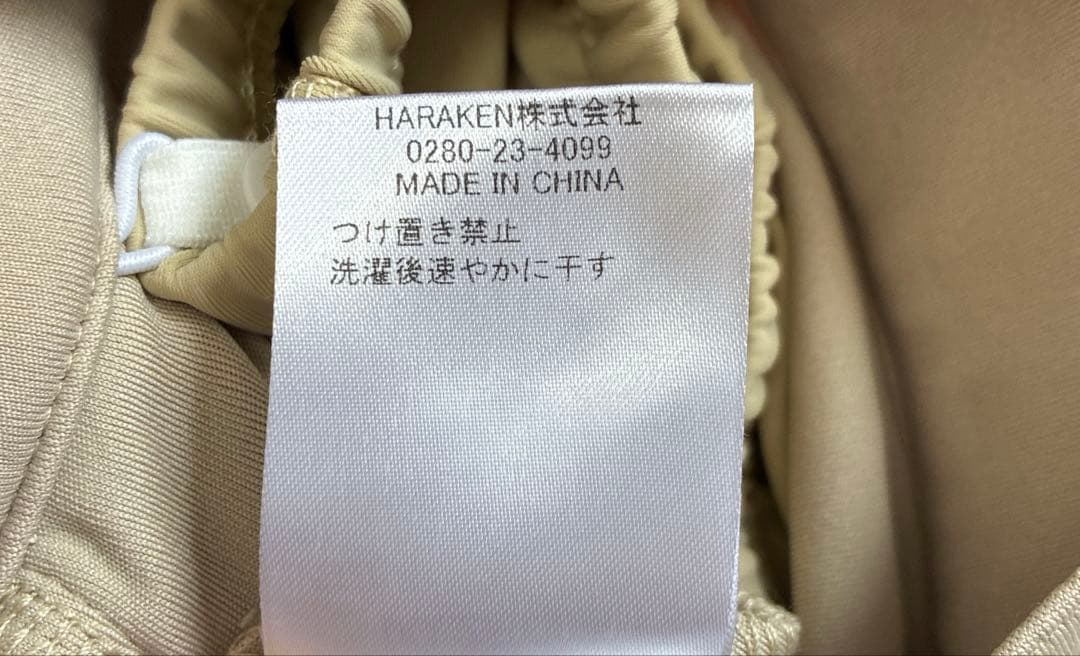 HARAKEN株式会社
0280-23-4099
MADE IN CHINA
つけ置き禁止
洗濯後速やかに干す